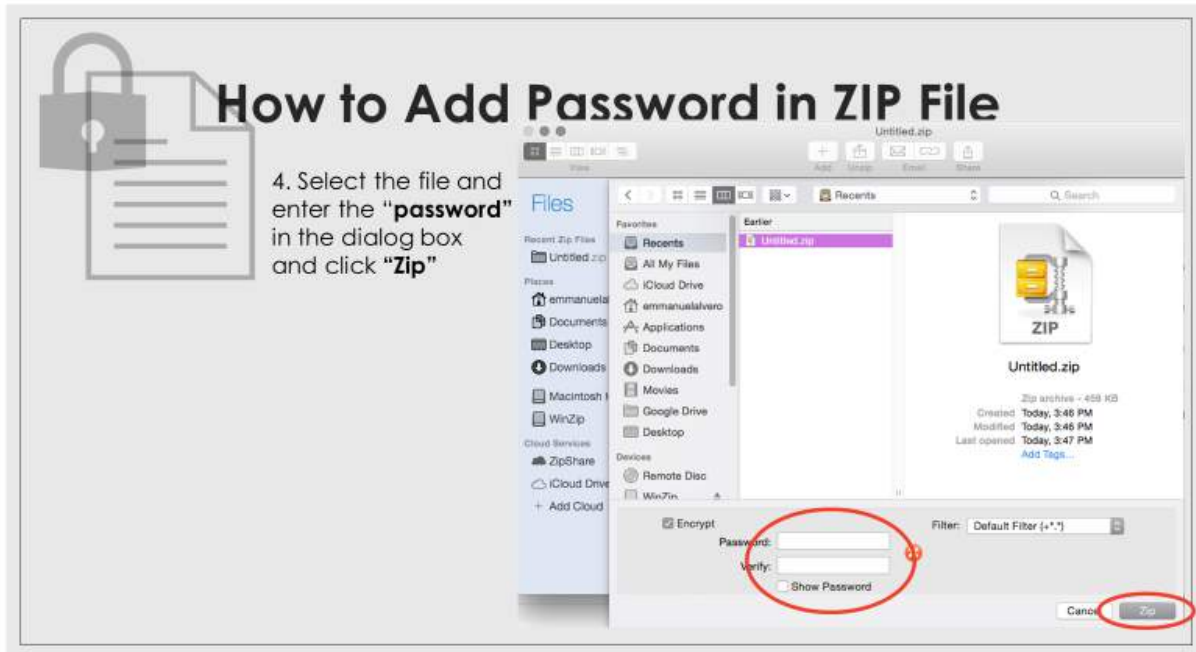 How to Add Password in ZIP File
4. Select the file and
enter the “password”
in the dialog box
and click “Zip”
Untitled.zip
View
Add
Unzip
Email
Share
Files
Recent Zip Files
Untitled.zip
Places
emmanuelal
Documents
Desktop
Downloads
Macintosh H
WinZip
Cloud Services
ZipShare
iCloud Drive
+ Add Cloud
Recents
Search
Favorites
Recents
All My Files
iCloud Drive
emmanuelalvero
Applications
Documents
Downloads
Movies
Google Drive
Desktop
Devices
Remote Disc
WinZip
Earlier
Untitled.zip
ZIP
Untitled.zip
Zip archive - 459 KB
Created Today, 3:46 PM
Modified Today, 3:46 PM
Last opened Today, 3:47 PM
Add Tags...
Encrypt
Password:
Verify:
Show Password
Filter: Default Filter (+*.*)
Cance
Zip